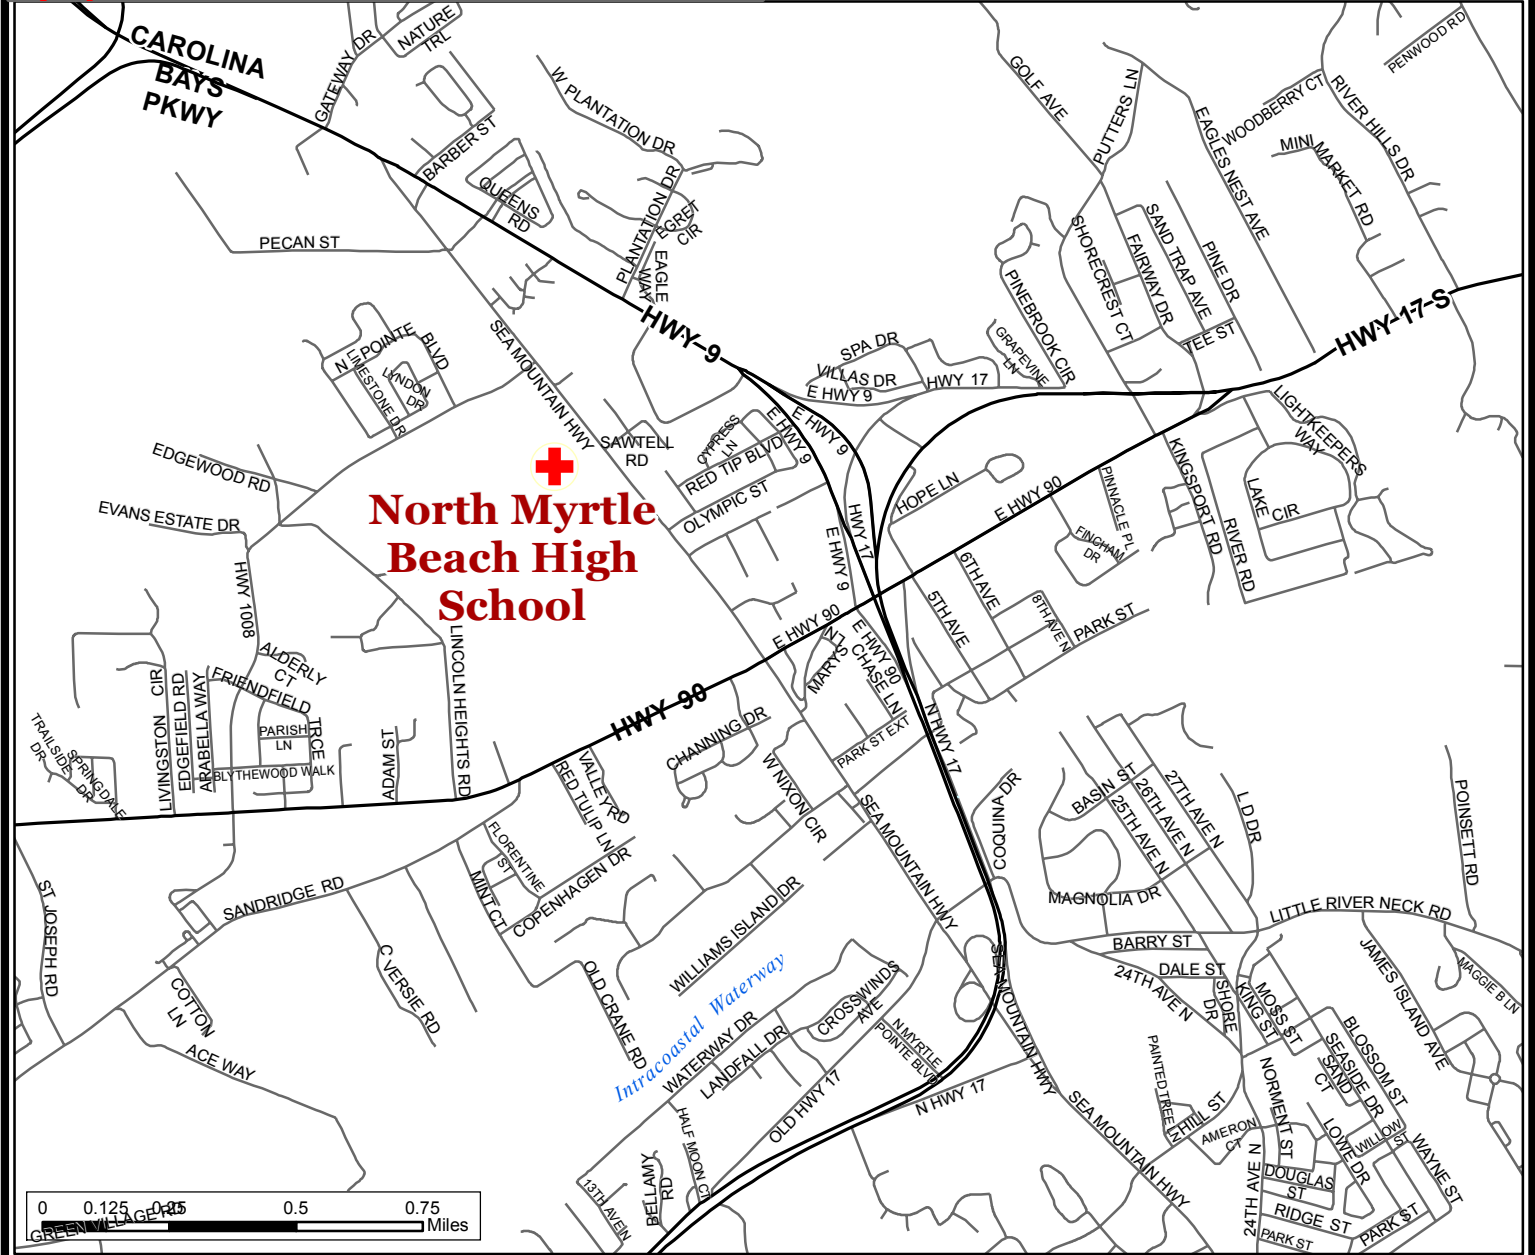 CAROLINA
BAYS
PKWY
GATEWAY DR
NATURE
TRL
W PLANTATION DR
GOLF AVE
PUTTERS LN
EAGLES NEST AVE
WOODBERRY CT
RIVER HILLS DR
PENWOOD RD
MINI
MARKET RD
BARBER ST
QUEENS
RD
PLANTATION DR
EGRET
CIR
EAGLE
WAY
PECAN ST
SHORECREST CT
FAIRWAY DR
SAND TRAP AVE
PINE DR
TEE ST
PINEBROOK CIR
GRAPEVINE
LN
HWY 9
HWY-17-S
SEA MOUNTAIN HWY
N POINTE
BLVD
LIMESTONE DR
LYNDON
DR
SPA DR
VILLAS DR
E HWY 9
HWY 17
E HWY 9
E HWY 9
CYPRESS
LN
RED TIP BLVD
OLYMPIC ST
SAWTELL
RD
LIGHTKEEPERS
WAY
LAKE
CIR
KINGSPORT RD
RIVER RD
PINNACLE PL
FINCHAM
DR
E HWY 90
HOPE LN
HWY 17
E HWY 9
EDGEWOOD RD
EVANS ESTATE DR
North Myrtle
Beach High
School
HWY 1008
6TH AVE
5TH AVE
8TH AVE N
PARK ST
E HWY 90
E HWY 90
MARYS
LN
CHASE LN
LINCOLN HEIGHTS RD
ALDERLY
CT
FRIENDFIELD
TRCE
PARISH
LN
BLYTHEWOOD WALK
ADAM ST
LIVINGSTON CIR
EDGEFIELD RD
ARABELLA WAY
TRAILSIDE
DR
SPRINGDALE
DR
HWY 90
CHANNING DR
PARK ST EXT
N HWY 17
W NIXON CIR
VALLEY RD
RED TULIP LN
FLORENTINE
ST
COPENHAGEN DR
MINT CT
SEA MOUNTAIN HWY
COQUINA DR
BASIN ST
25TH AVE N
26TH AVE N
27TH AVE N
L D DR
POINSETT RD
MAGNOLIA DR
LITTLE RIVER NECK RD
ST JOSEPH RD
SANDRIDGE RD
C VERSIE RD
COTTON
LN
ACE WAY
WILLIAMS ISLAND DR
OLD CRANE RD
Intracoastal Waterway
WATERWAY DR
LANDFALL DR
CROSSWINDS
AVE
N MYRTLE
POINTE BLVD
OLD HWY 17
N HWY 17
SEA MOUNTAIN HWY
BARRY ST
DALE ST
24TH AVE N
SHORE
DR
KING ST
MOSS ST
JAMES ISLAND AVE
MAGGIE B LN
BLOSSOM ST
SEASIDE DR
SAND
CT
PAINTED TREE LN
HILL ST
AMERON
CT
NORMENT ST
LOWE DR
WILLOW
ST
WAYNE ST
SEA MOUNTAIN HWY
24TH AVE N
DOUGLAS
ST
RIDGE ST
PARK ST
PARK ST
HALF MOON CT
BELLAMY
RD
13TH AVE N
0 0.125 0.25 0.5 0.75
Miles
GREEN VILLAGE RD